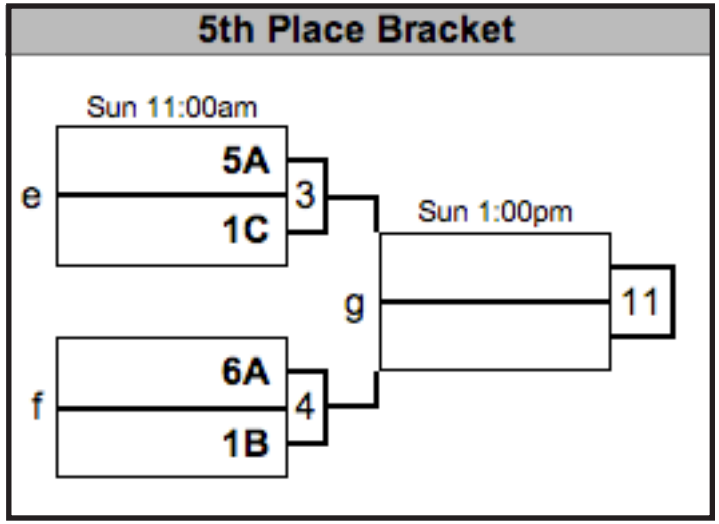 5th Place Bracket
Sun 11:00am
5A
e
3
1C
Sun 1:00pm
g
11
6A
f
4
1B